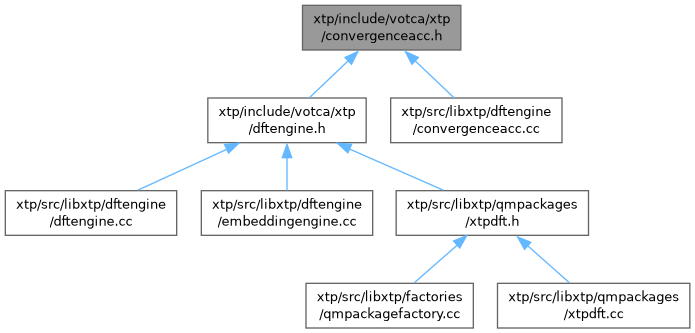 xtp/include/votca/xtp
/convergenceacc.h
xtp/include/votca/xtp
/dftengine.h
xtp/src/libxtp/dftengine
/convergenceacc.cc
xtp/src/libxtp/dftengine
/dftengine.cc
xtp/src/libxtp/dftengine
/embeddingengine.cc
xtp/src/libxtp/qmpackages
/xtpdft.h
xtp/src/libxtp/factories
/qmpackagefactory.cc
xtp/src/libxtp/qmpackages
/xtpdft.cc